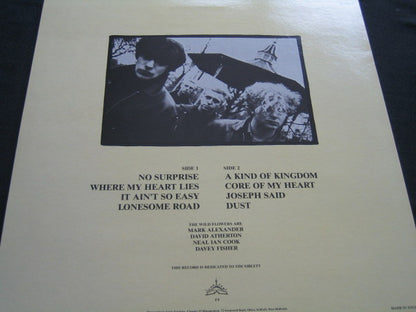 SIDE 1
SIDE 2
NO SURPRISE
WHERE MY HEART LIES
IT AIN'T SO EASY
LONESOME ROAD
A KIND OF KINGDOM
CORE OF MY HEART
JOSEPH SAID
DUST
THE WILD FLOWERS ARE
MARK ALEXANDER
DAVID ATHERTON
NEAL IAN COOK
DAVEY FISHER
THIS RECORD IS DEDICATED TO